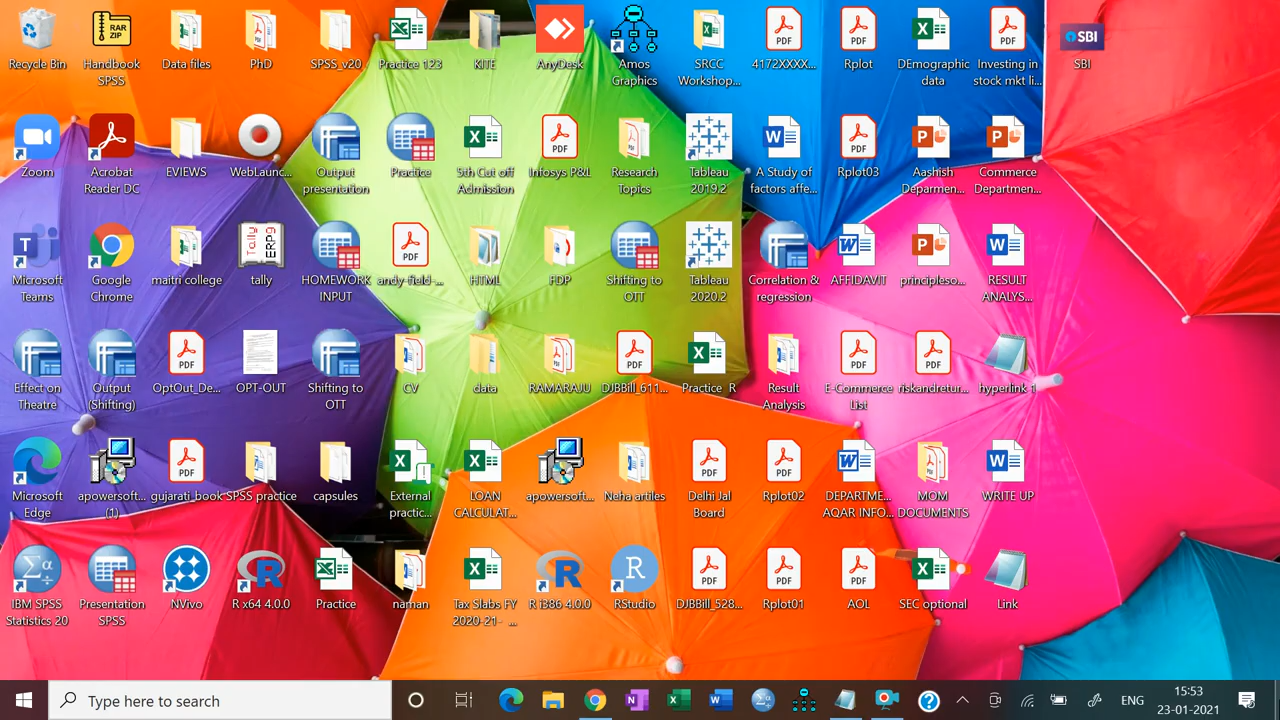 Recycle Bin
Handbook
SPSS
RAR
ZIP
Data files
PhD
SPSS_v20
Practice 123
KITE
AnyDesk
Amos
Graphics
SRCC
Workshop...
4172XXXX...
Rplot
DEmographic
data
Investing in
stock mkt li...
SBI
SBI
Zoom
Acrobat
Reader DC
EVIEWS
WebLaunc...
Output
presentation
Practice
5th Cut off
Admission
Infosys P&L
Research
Topics
Tableau
2019.2
A Study of
factors affe...
Rplot03
Aashish
Deparmen...
Commerce
Departmen...
Microsoft
Teams
Google
Chrome
maitri college
Tally
ERP9
tally
HOMEWORK
INPUT
andy-field-...
HTML
FDP
Shifting to
OTT
Tableau
2020.2
Correlation &
regression
AFFIDAVIT
principleso...
RESULT
ANALYS...
Effect on
Theatre
Output
(Shifting)
OptOut_De...
OPT-OUT
Shifting to
OTT
CV
data
RAMARAJU
DJBBill_611...
Practice_R
Result
Analysis
E-Commerce
List
riskandretur...
hyperlink 1
Microsoft
Edge
apowersoft...
(1)
gujarati_book
SPSS practice
capsules
External
practic...
LOAN
CALCULAT...
apowersoft...
Neha artiles
Delhi Jal
Board
Rplot02
DEPARTME...
AQAR INFO...
MOM
DOCUMENTS
WRITE UP
IBM SPSS
Statistics 20
Presentation
SPSS
NVivo
R x64 4.0.0
Practice
naman
Tax Slabs FY
2020-21- ...
R i386 4.0.0
RStudio
DJBBill_528...
Rplot01
AOL
SEC optional
Link
Type here to search
ENG
15:53
23-01-2021